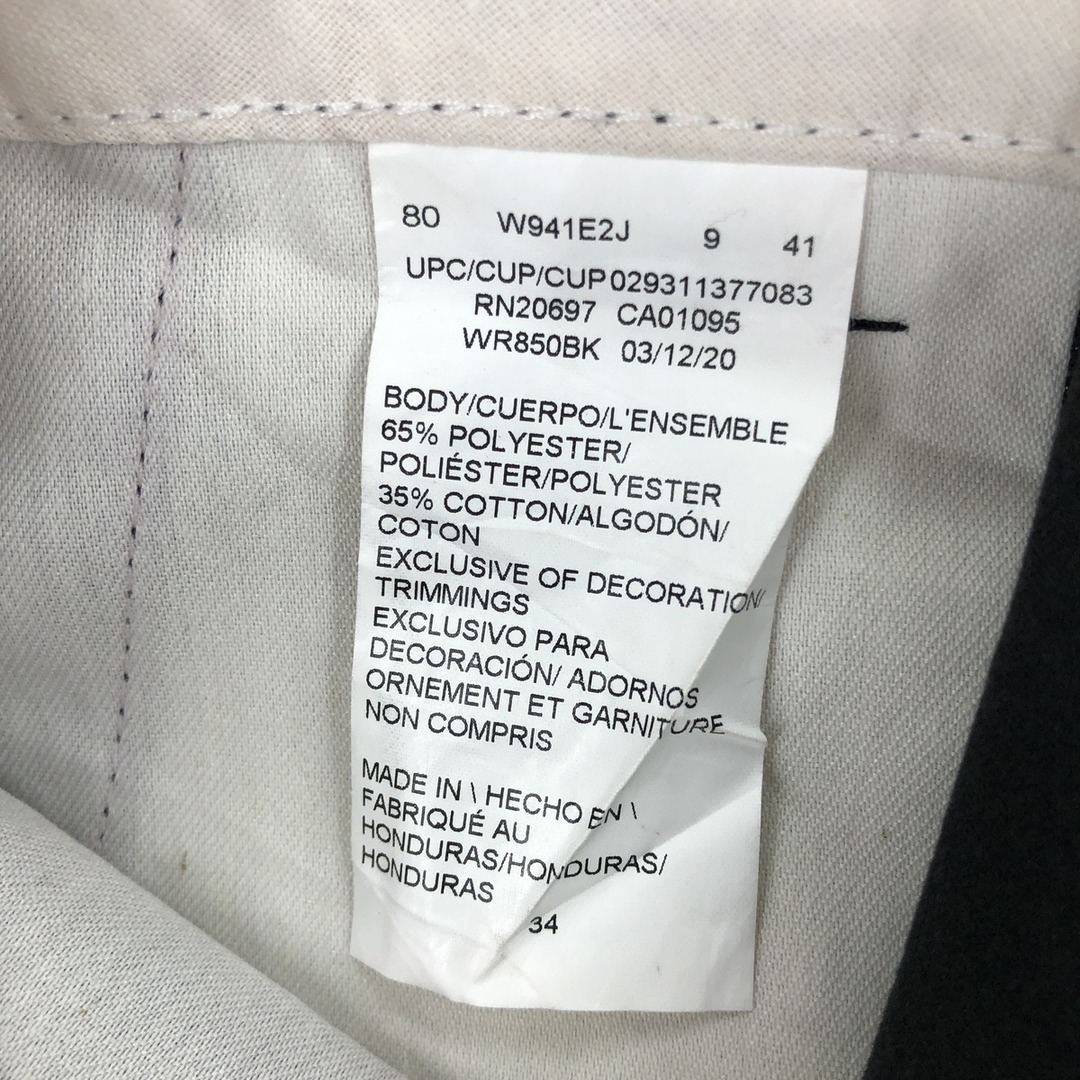 80 W941E2J 9 41
UPC/CUP/CUP 029311377083
RN20697 CA01095
WR850BK 03/12/20
BODY/CUERPO/L'ENSEMBLE
65% POLYESTER/
POLIÉSTER/POLYESTER
35% COTTON/ALGODÓN/
COTON
EXCLUSIVE OF DECORATION/
TRIMMINGS
EXCLUSIVO PARA
DECORACIÓN/ ADORNOS
ORNEMENT ET GARNITURE
NON COMPRIS
MADE IN \ HECHO EN \
FABRIQUÉ AU
HONDURAS/HONDURAS/
HONDURAS
34